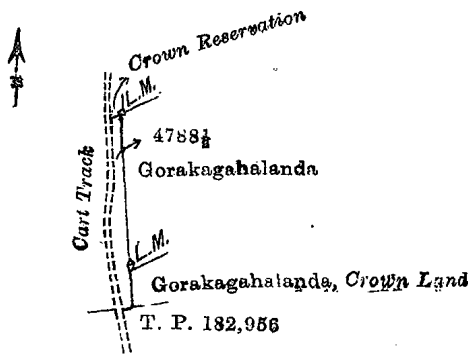 n
Crown Reservation
L.M.
4788½
Gorakagahalanda
Cart Track
L.M.
Gorakagahalanda, Crown Land
T. P. 182,956